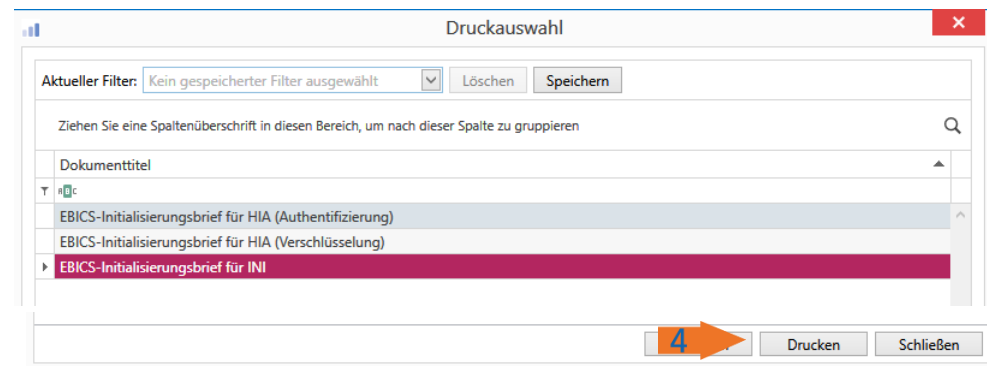 Druckauswahl
Aktueller Filter: Kein gespeicherter Filter ausgewählt Löschen Speichern
Ziehen Sie eine Spaltenüberschrift in diesen Bereich, um nach dieser Spalte zu gruppieren
Dokumenttitel
ABC
EBICS-Initialisierungsbrief für HIA (Authentifizierung)
EBICS-Initialisierungsbrief für HIA (Verschlüsselung)
EBICS-Initialisierungsbrief für INI
4 Drucken Schließen